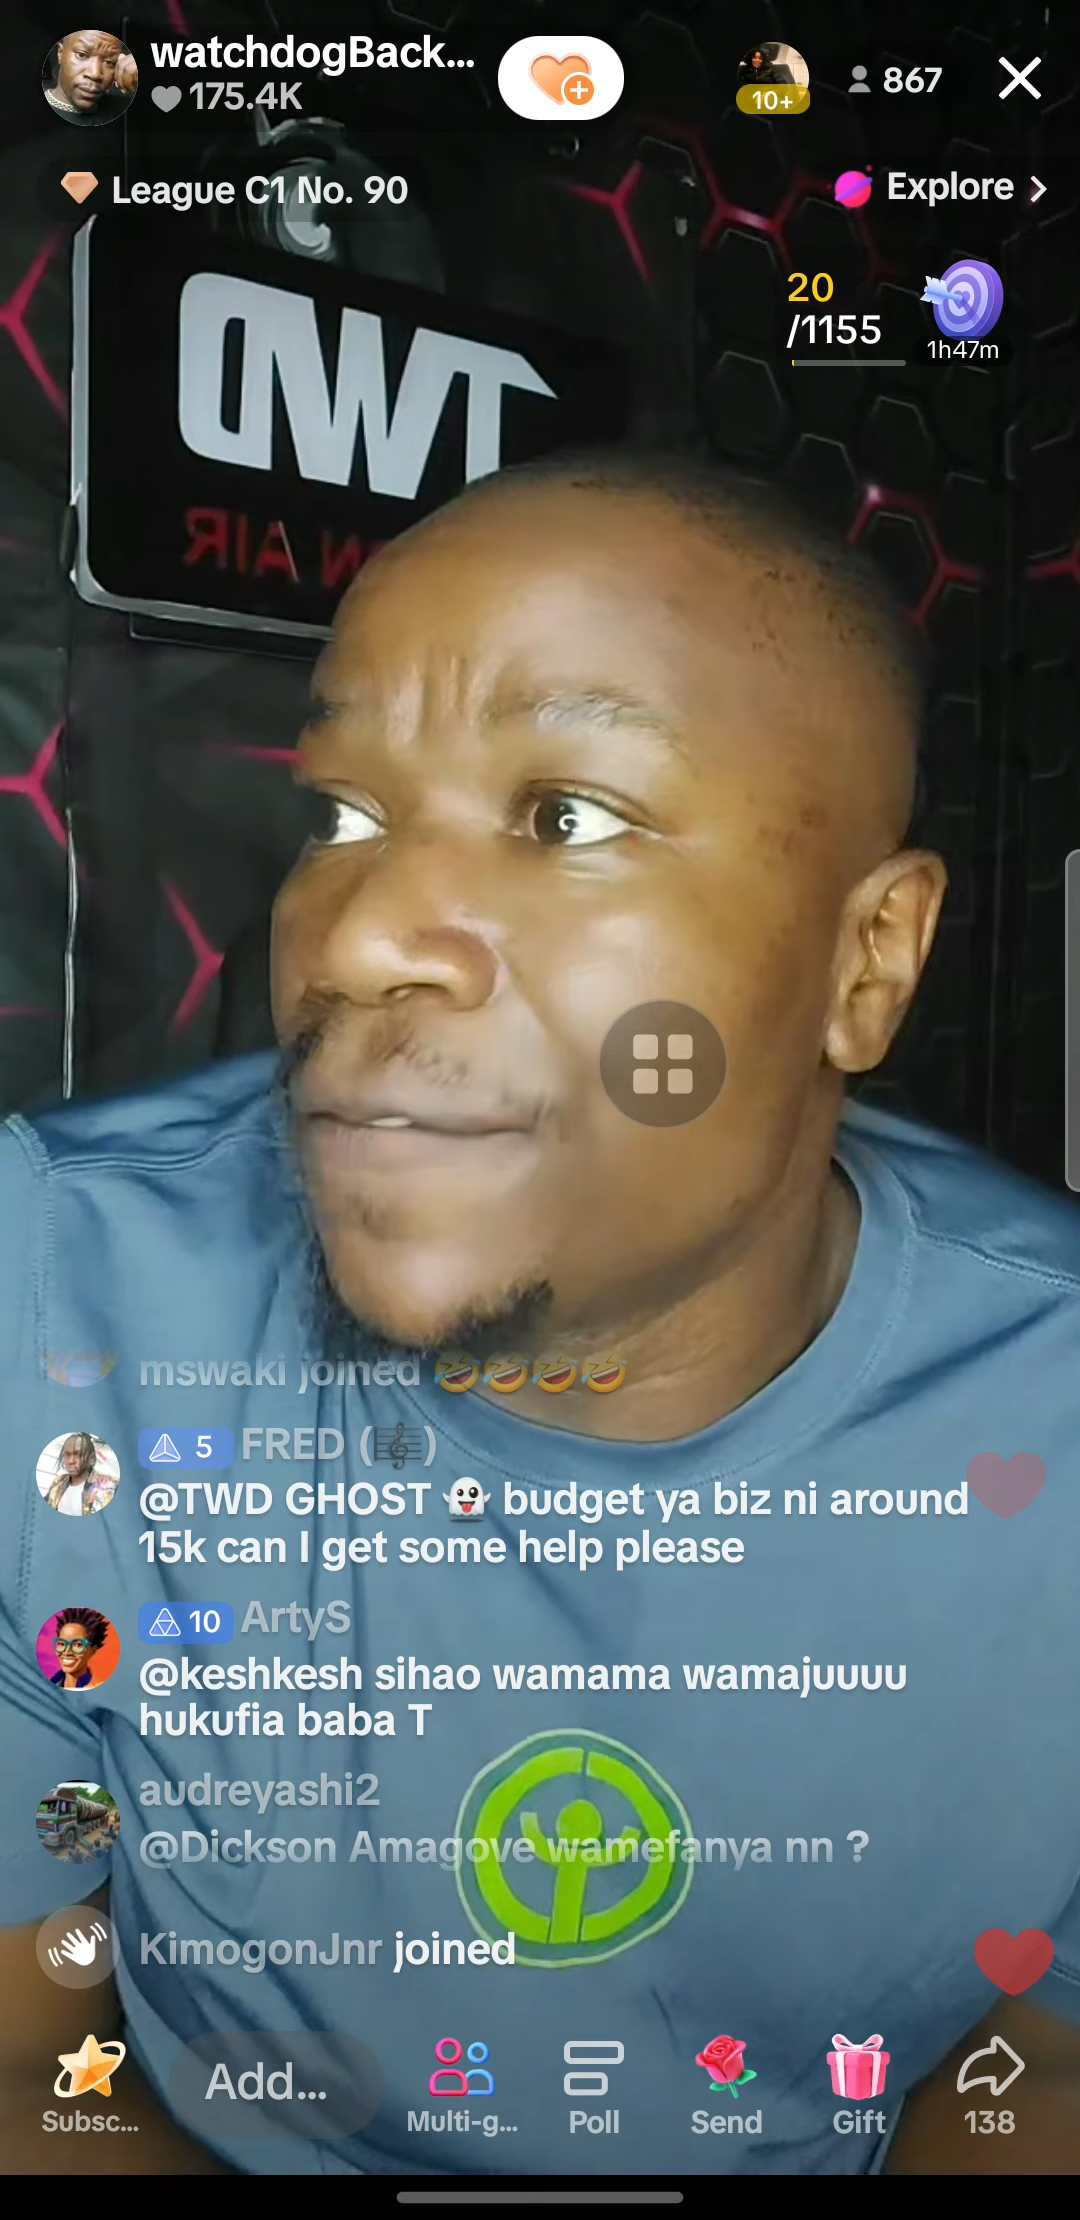 watchdogBack...
175.4K
10+
867
League C1 No. 90
Explore >
20
/1155
1h47m
TWD
ON AIR
mswaki joined 🤣🤣🤣🤣
5 FRED (🎼)
@TWD GHOST 👻 budget ya biz ni around
15k can I get some help please
10 ArtyS
@keshkesh sihao wamama wamajuuuu
hukufia baba T
audreyashi2
@Dickson Amagove wamefanya nn ?
KimogonJnr joined
Subsc...
Add...
Multi-g...
Poll
Send
Gift
138